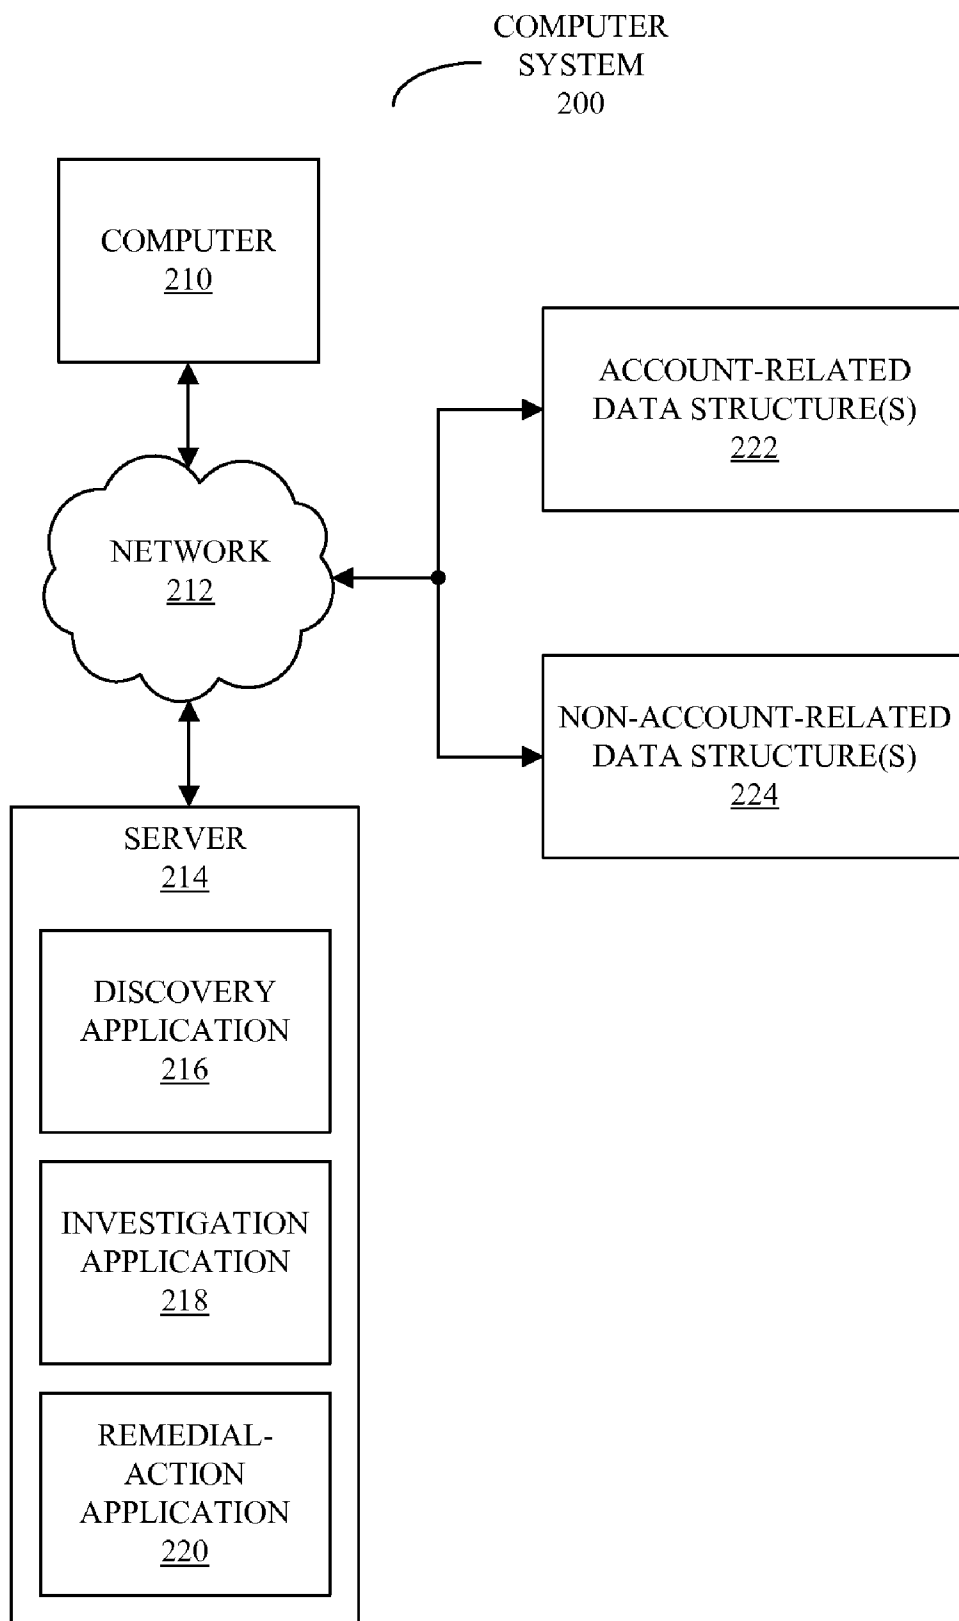 COMPUTER
SYSTEM
200
COMPUTER
210
ACCOUNT-RELATED
DATA STRUCTURE(S)
222
NETWORK
212
NON-ACCOUNT-RELATED
DATA STRUCTURE(S)
224
SERVER
214
DISCOVERY
APPLICATION
216
INVESTIGATION
APPLICATION
218
REMEDIAL-
ACTION
APPLICATION
220